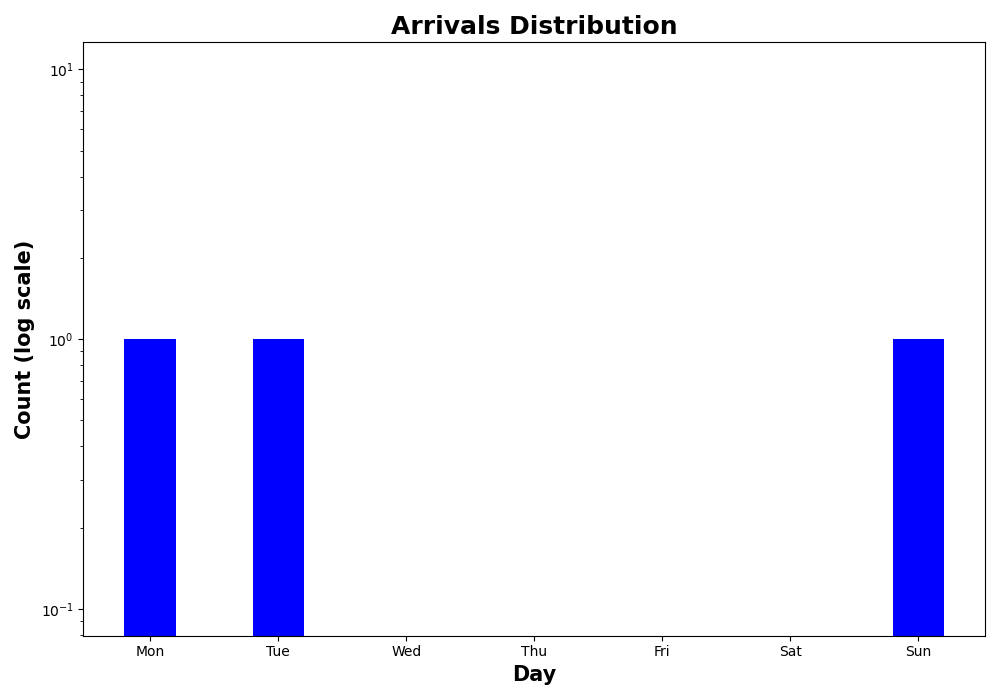 Arrivals Distribution
Count (log scale)
10¹
10⁰
10⁻¹
Mon Tue Wed Thu Fri Sat Sun
Day